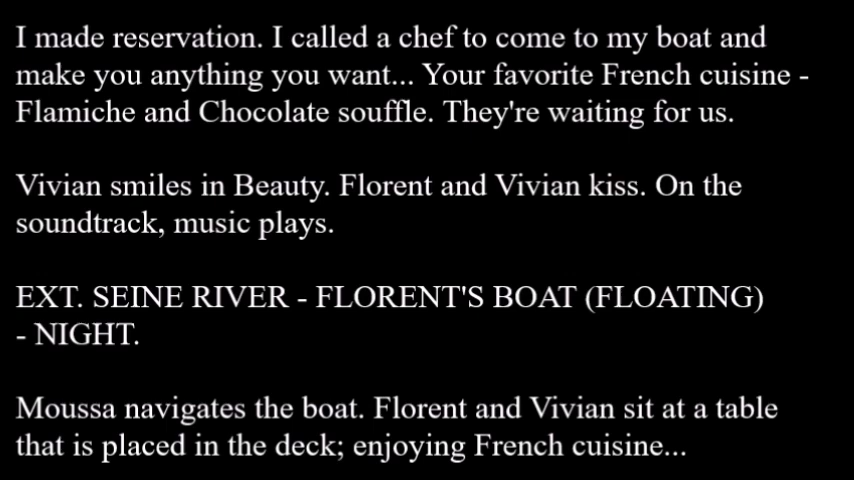 I made reservation. I called a chef to come to my boat and
make you anything you want... Your favorite French cuisine -
Flamiche and Chocolate souffle. They're waiting for us.
Vivian smiles in Beauty. Florent and Vivian kiss. On the
soundtrack, music plays.
EXT. SEINE RIVER - FLORENT'S BOAT (FLOATING)
- NIGHT.
Moussa navigates the boat. Florent and Vivian sit at a table
that is placed in the deck; enjoying French cuisine...